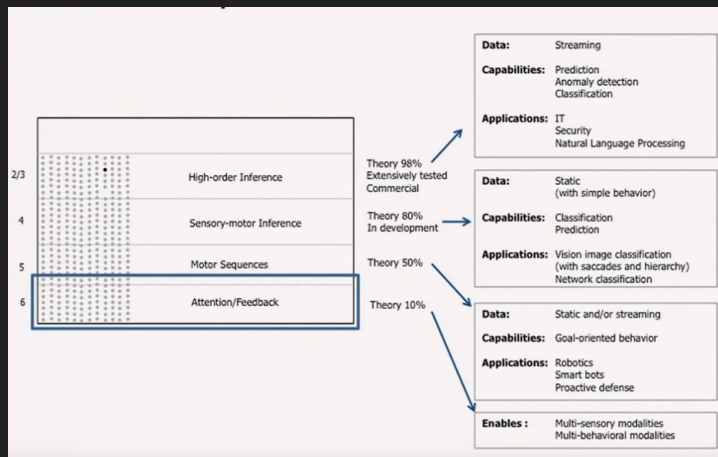 2/3
High-order Inference
4
Sensory-motor Inference
5
Motor Sequences
6
Attention/Feedback
Theory 98%
Extensively tested
Commercial
Theory 80%
In development
Theory 50%
Theory 10%
Data: Streaming
Capabilities: Prediction
Anomaly detection
Classification
Applications: IT
Security
Natural Language Processing
Data: Static
(with simple behavior)
Capabilities: Classification
Prediction
Applications: Vision image classification
(with saccades and hierarchy)
Network classification
Data: Static and/or streaming
Capabilities: Goal-oriented behavior
Applications: Robotics
Smart bots
Proactive defense
Enables : Multi-sensory modalities
Multi-behavioral modalities